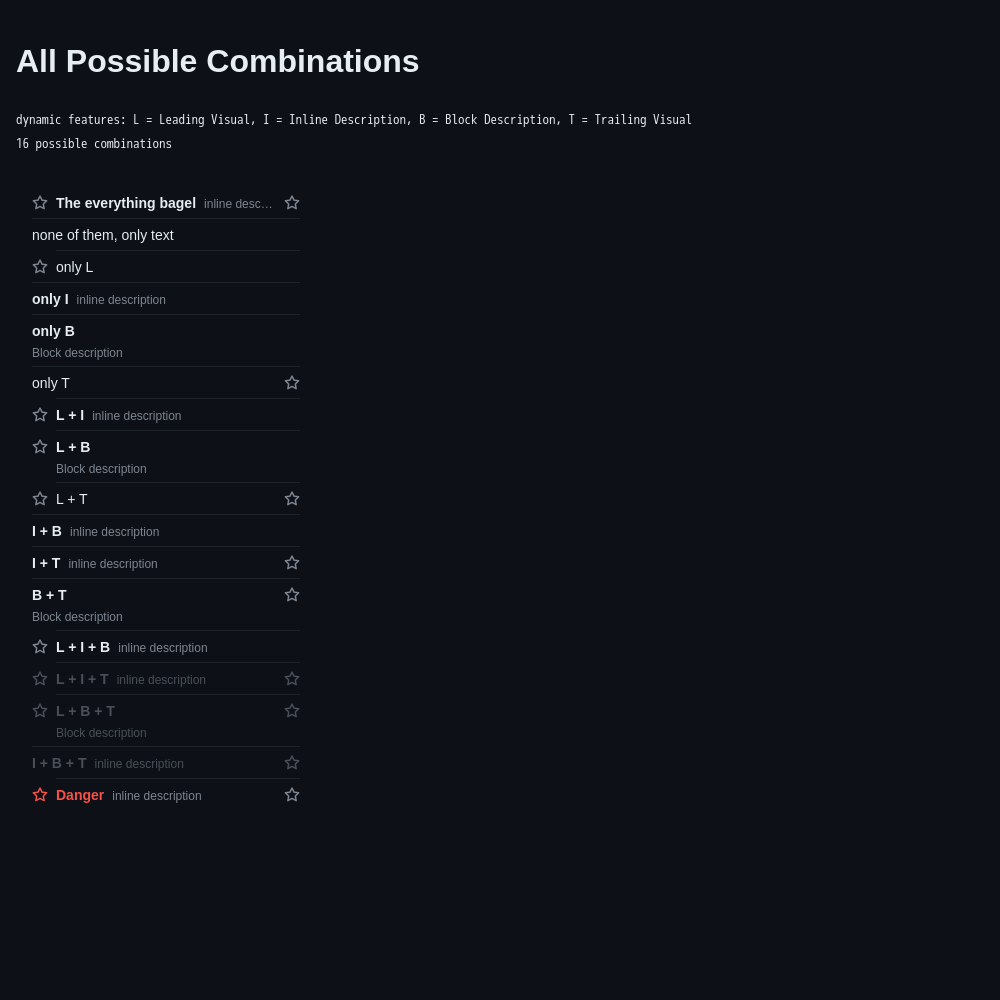 All Possible Combinations
dynamic features: L = Leading Visual, I = Inline Description, B = Block Description, T = Trailing Visual
16 possible combinations
The everything bagel inline desc…
none of them, only text
only L
only I inline description
only B
Block description
only T
L + I inline description
L + B
Block description
L + T
I + B inline description
I + T inline description
B + T
Block description
L + I + B inline description
L + I + T inline description
L + B + T
Block description
I + B + T inline description
Danger inline description